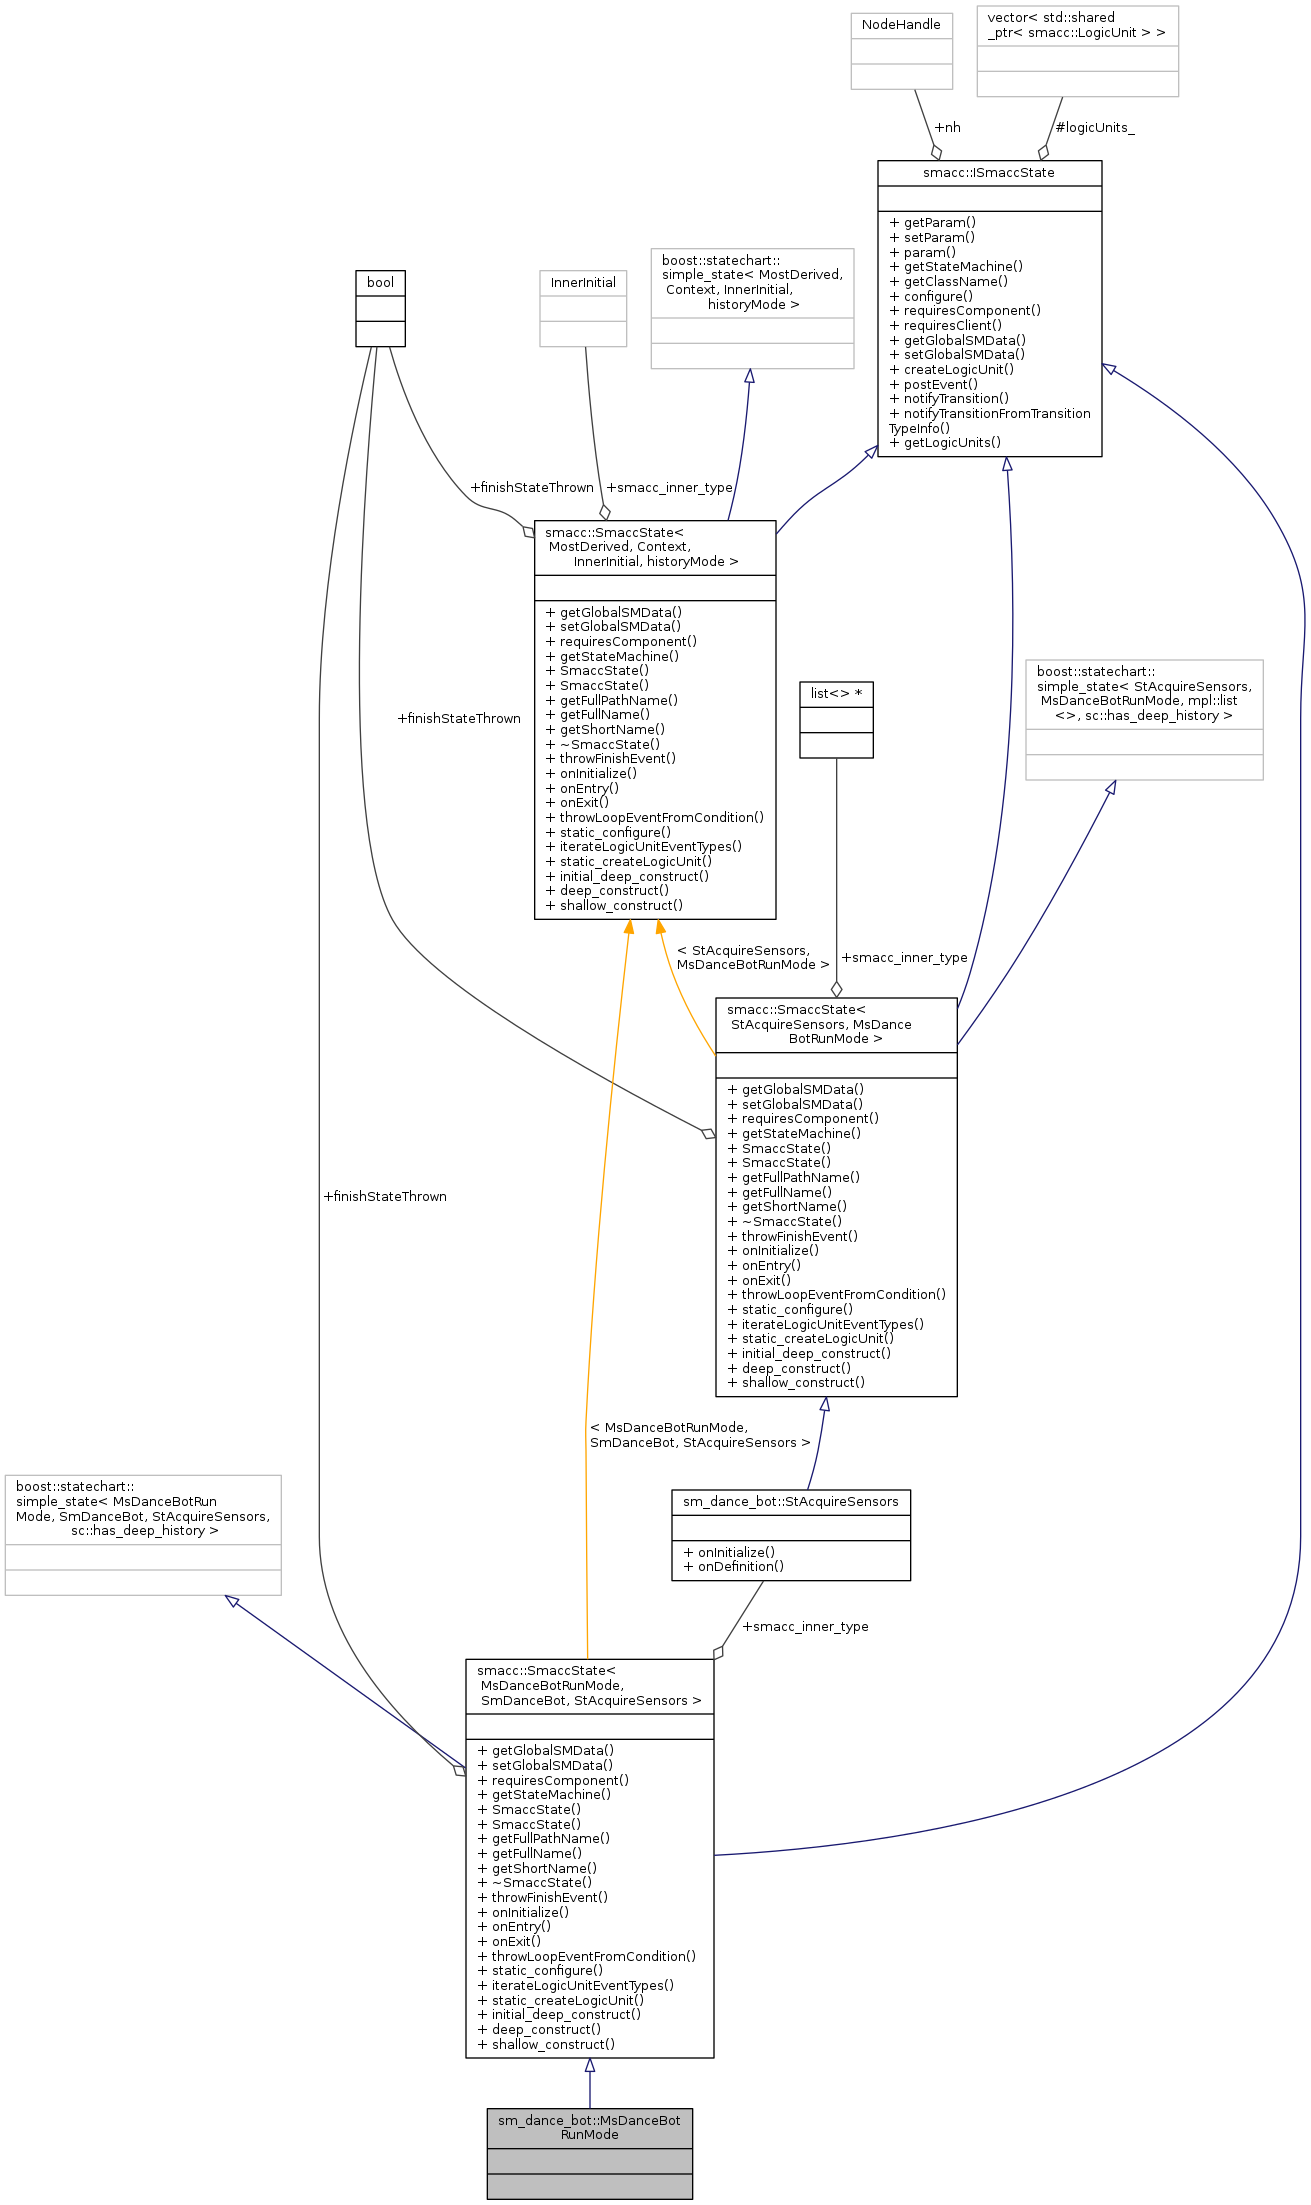 NodeHandle
vector< std::shared
_ptr< smacc::LogicUnit > >
+nh
#logicUnits_
smacc::ISmaccState
+ getParam()
+ setParam()
+ param()
+ getStateMachine()
+ getClassName()
+ configure()
+ requiresComponent()
+ requiresClient()
+ getGlobalSMData()
+ setGlobalSMData()
+ createLogicUnit()
+ postEvent()
+ notifyTransition()
+ notifyTransitionFromTransition
TypeInfo()
+ getLogicUnits()
bool
InnerInitial
boost::statechart::
simple_state< MostDerived,
Context, InnerInitial,
historyMode >
+finishStateThrown
+smacc_inner_type
smacc::SmaccState<
MostDerived, Context,
InnerInitial, historyMode >
+ getGlobalSMData()
+ setGlobalSMData()
+ requiresComponent()
+ getStateMachine()
+ SmaccState()
+ SmaccState()
+ getFullPathName()
+ getFullName()
+ getShortName()
+ ~SmaccState()
+ throwFinishEvent()
+ onInitialize()
+ onEntry()
+ onExit()
+ throwLoopEventFromCondition()
+ static_configure()
+ iterateLogicUnitEventTypes()
+ static_createLogicUnit()
+ initial_deep_construct()
+ deep_construct()
+ shallow_construct()
+finishStateThrown
list<> *
boost::statechart::
simple_state< StAcquireSensors,
MsDanceBotRunMode, mpl::list
<>, sc::has_deep_history >
< StAcquireSensors,
MsDanceBotRunMode >
+smacc_inner_type
smacc::SmaccState<
StAcquireSensors, MsDance
BotRunMode >
+ getGlobalSMData()
+ setGlobalSMData()
+ requiresComponent()
+ getStateMachine()
+ SmaccState()
+ SmaccState()
+ getFullPathName()
+ getFullName()
+ getShortName()
+ ~SmaccState()
+ throwFinishEvent()
+ onInitialize()
+ onEntry()
+ onExit()
+ throwLoopEventFromCondition()
+ static_configure()
+ iterateLogicUnitEventTypes()
+ static_createLogicUnit()
+ initial_deep_construct()
+ deep_construct()
+ shallow_construct()
+finishStateThrown
< MsDanceBotRunMode,
SmDanceBot, StAcquireSensors >
boost::statechart::
simple_state< MsDanceBotRun
Mode, SmDanceBot, StAcquireSensors,
sc::has_deep_history >
sm_dance_bot::StAcquireSensors
+ onInitialize()
+ onDefinition()
+smacc_inner_type
smacc::SmaccState<
MsDanceBotRunMode,
SmDanceBot, StAcquireSensors >
+ getGlobalSMData()
+ setGlobalSMData()
+ requiresComponent()
+ getStateMachine()
+ SmaccState()
+ SmaccState()
+ getFullPathName()
+ getFullName()
+ getShortName()
+ ~SmaccState()
+ throwFinishEvent()
+ onInitialize()
+ onEntry()
+ onExit()
+ throwLoopEventFromCondition()
+ static_configure()
+ iterateLogicUnitEventTypes()
+ static_createLogicUnit()
+ initial_deep_construct()
+ deep_construct()
+ shallow_construct()
sm_dance_bot::MsDanceBot
RunMode